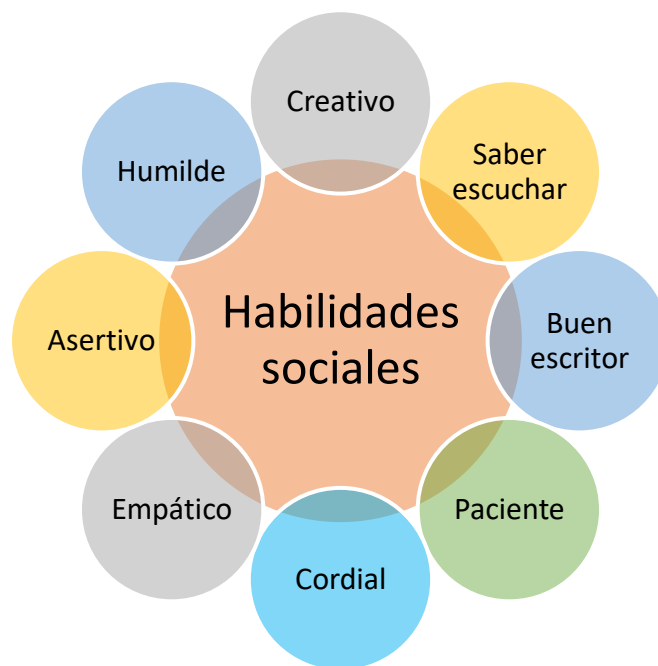 Creativo
Saber
escuchar
Buen
escritor
Paciente
Cordial
Empático
Asertivo
Humilde
Habilidades
sociales